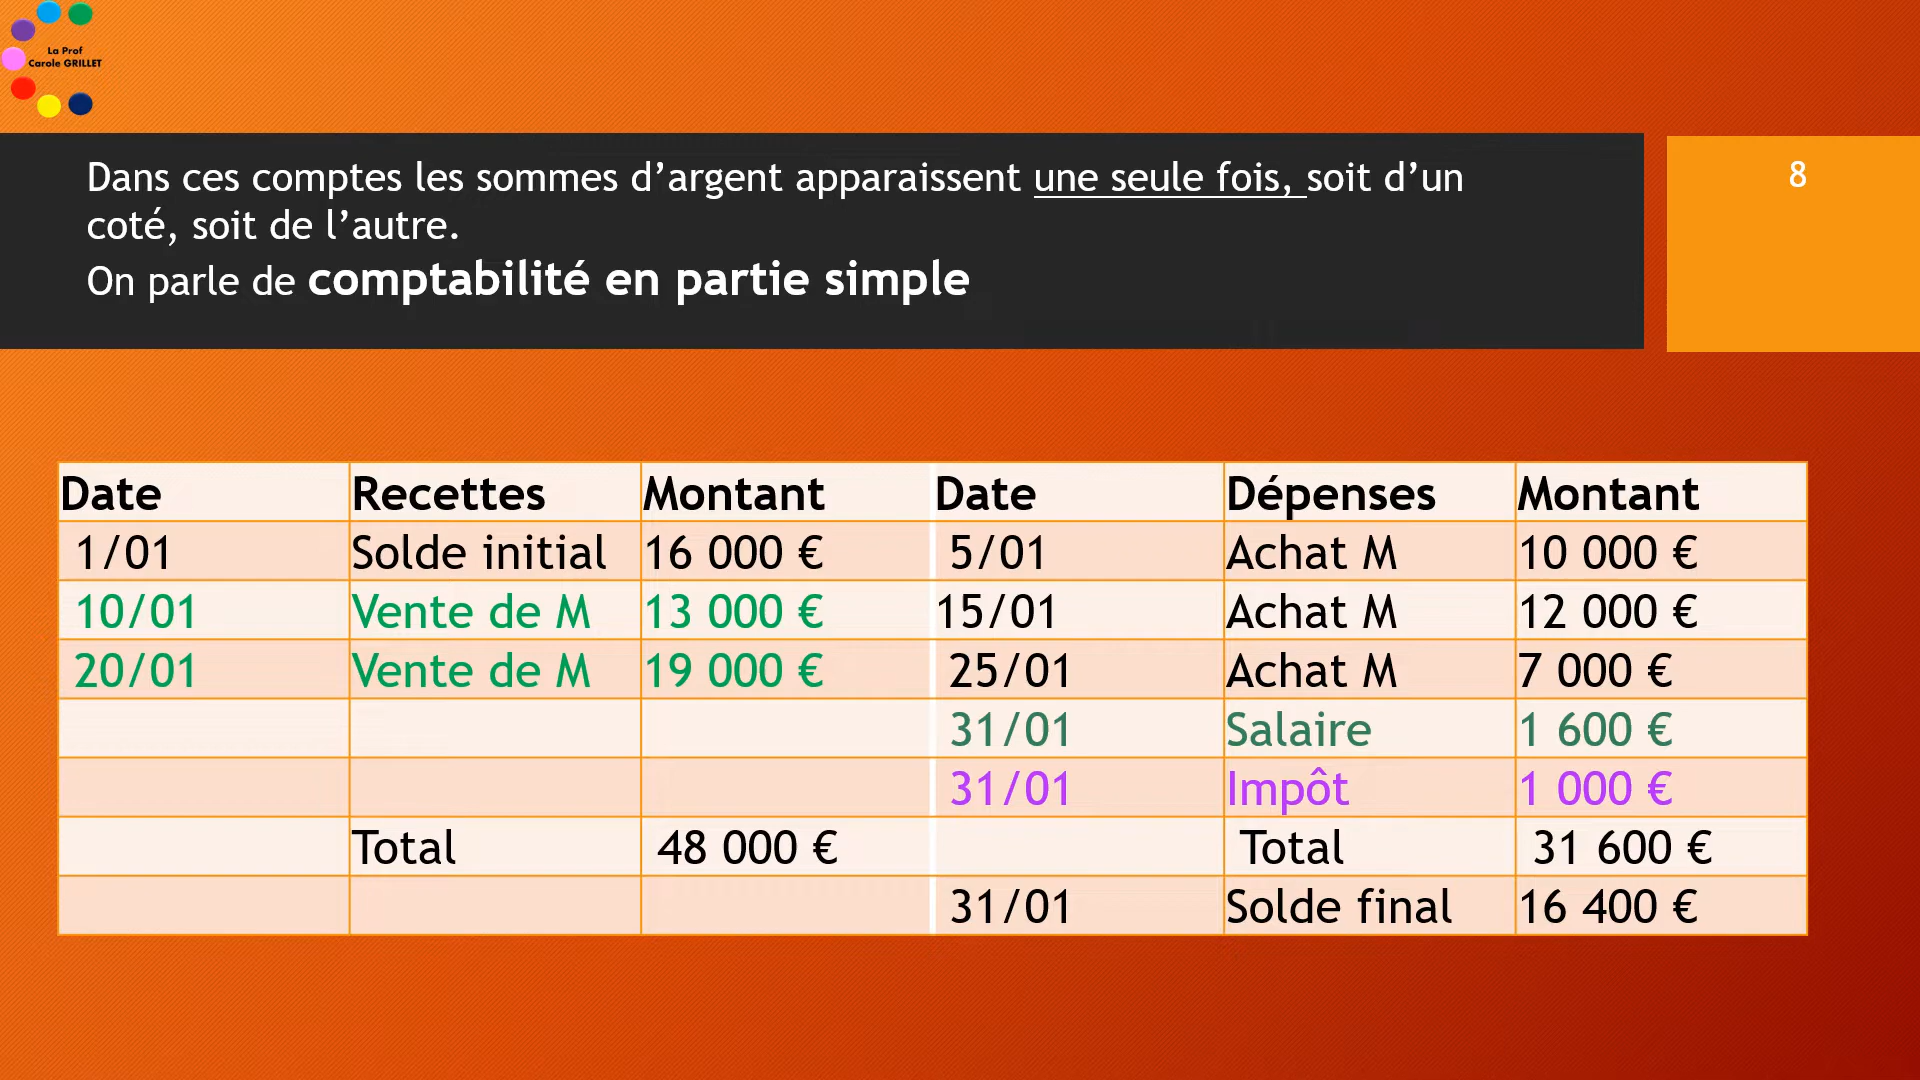 La Prof
Carole GRILLET
Dans ces comptes les sommes d’argent apparaissent une seule fois, soit d’un
coté, soit de l’autre.
On parle de comptabilité en partie simple
8
Date Recettes Montant Date Dépenses Montant
1/01 Solde initial 16 000 € 5/01 Achat M 10 000 €
10/01 Vente de M 13 000 € 15/01 Achat M 12 000 €
20/01 Vente de M 19 000 € 25/01 Achat M 7 000 €
31/01 Salaire 1 600 €
31/01 Impôt 1 000 €
Total 48 000 € Total 31 600 €
31/01 Solde final 16 400 €